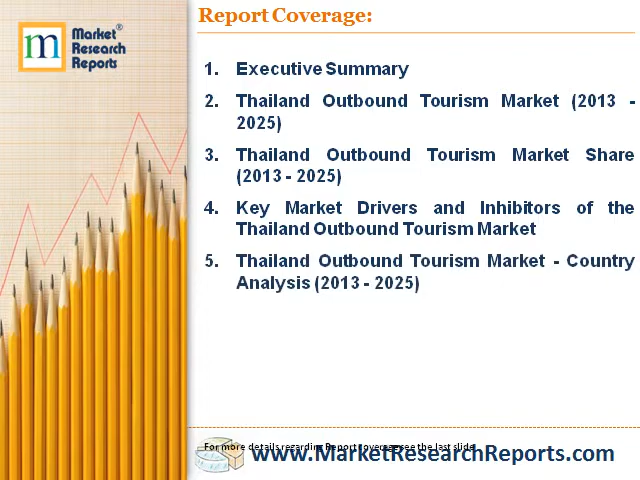 Report Coverage:
m
Market®
Research
Reports
1. Executive Summary
2. Thailand Outbound Tourism Market (2013 -
2025)
3. Thailand Outbound Tourism Market Share
(2013 - 2025)
4. Key Market Drivers and Inhibitors of the
Thailand Outbound Tourism Market
5. Thailand Outbound Tourism Market - Country
Analysis (2013 - 2025)
For more details regarding Report coverage see the last slide
www.MarketResearchReports.com